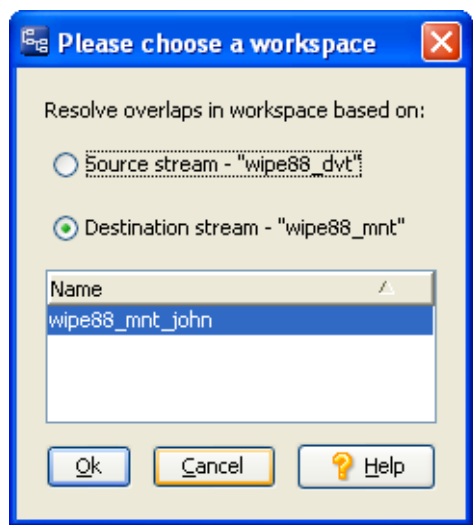 Please choose a workspace
Resolve overlaps in workspace based on:
Source stream - "wipe88_dvt"
Destination stream - "wipe88_mnt"
Name
wipe88_mnt_john
Ok Cancel Help